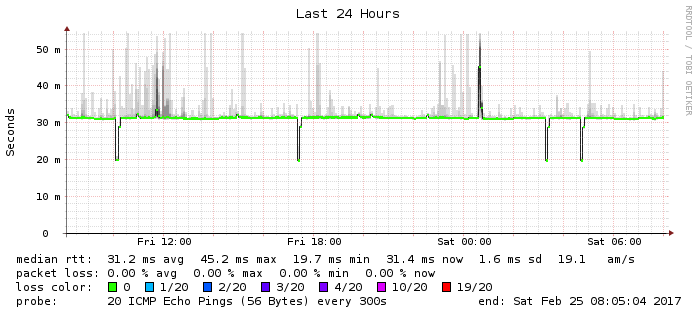 Last 24 Hours
RRDTOOL / TOBI OETIKER
Seconds
50 m
40 m
30 m
20 m
10 m
0
Fri 12:00 Fri 18:00 Sat 00:00 Sat 06:00
median rtt: 31.2 ms avg 45.2 ms max 19.7 ms min 31.4 ms now 1.6 ms sd 19.1 am/s
packet loss: 0.00 % avg 0.00 % max 0.00 % min 0.00 % now
loss color: 0 1/20 2/20 3/20 4/20 10/20 19/20
probe: 20 ICMP Echo Pings (56 Bytes) every 300s end: Sat Feb 25 08:05:04 2017